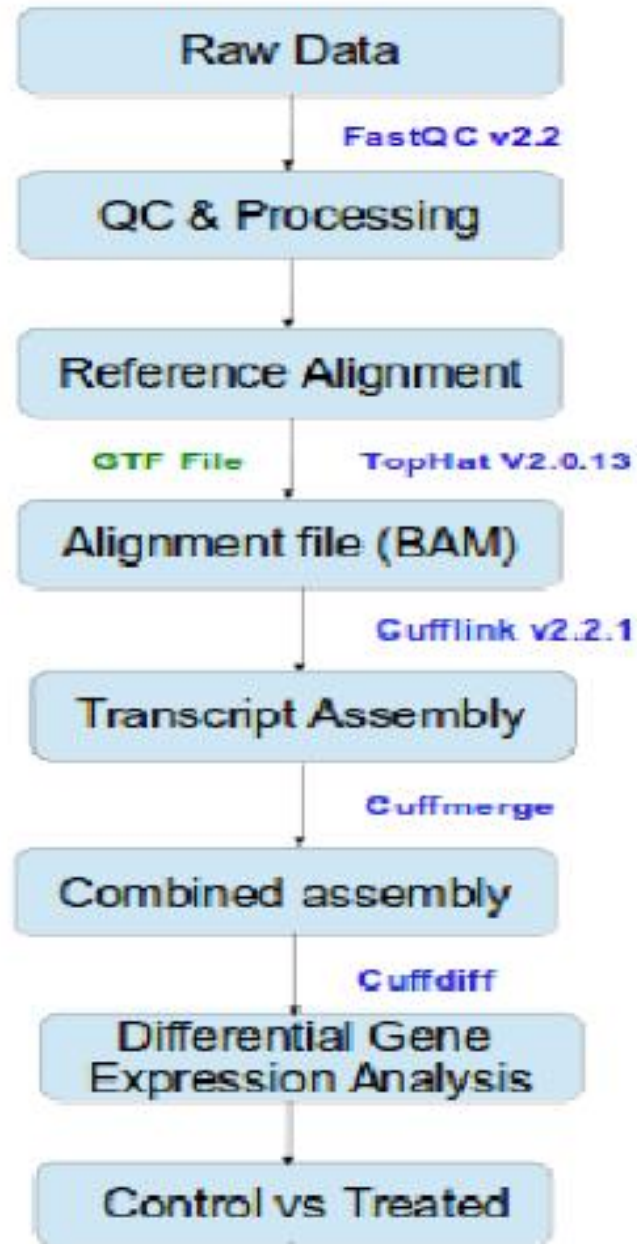 Raw Data
FastQC v2.2
QC & Processing
Reference Alignment
GTF File TopHat V2.0.13
Alignment file (BAM)
Cufflink v2.2.1
Transcript Assembly
Cuffmerge
Combined assembly
Cuffdiff
Differential Gene
Expression Analysis
Control vs Treated